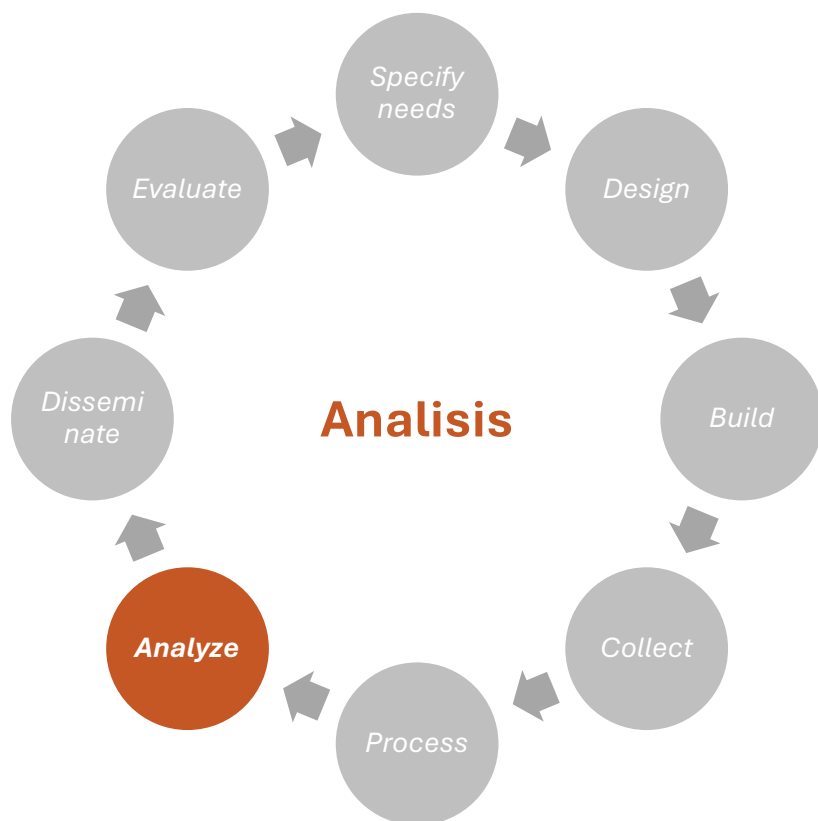 Specify
needs
Design
Build
Collect
Process
Analyze
Dissemi
nate
Evaluate
Analisis